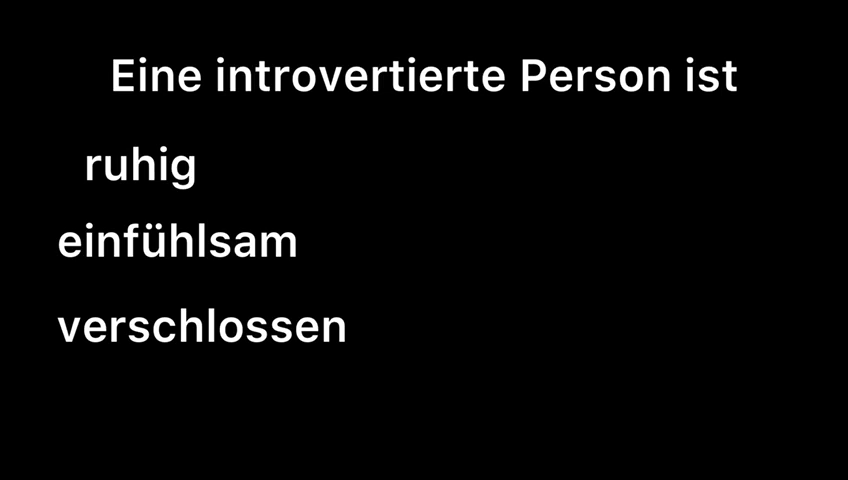 Eine introvertierte Person ist
ruhig
einfühlsam
verschlossen